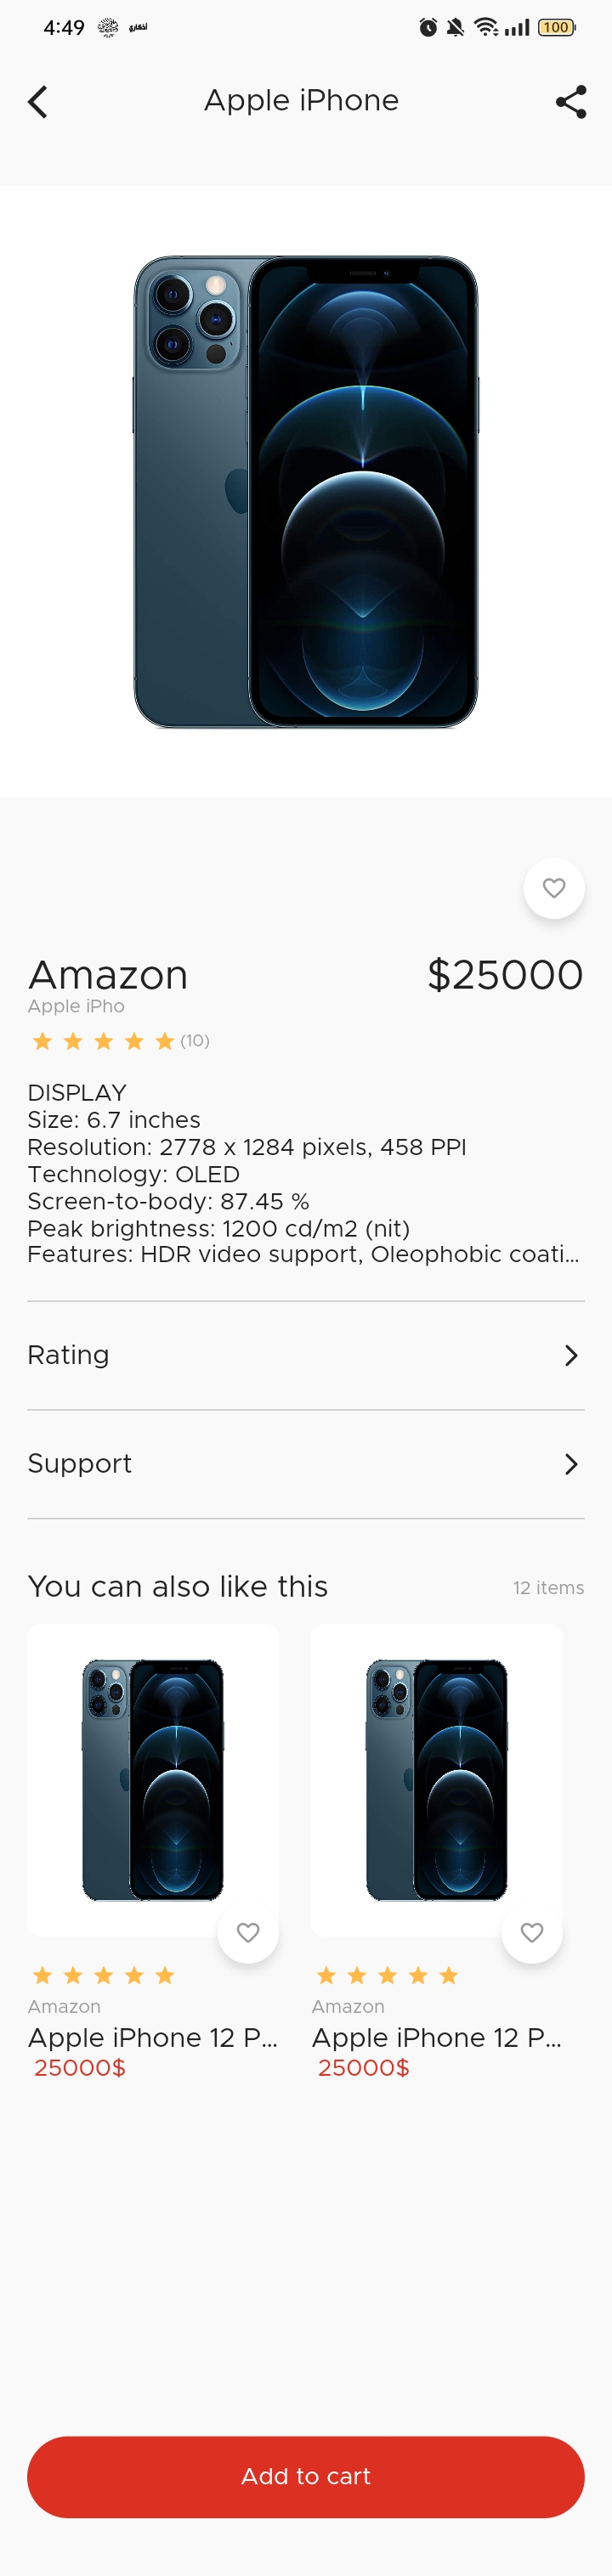 4:49 أذكاري 100
Apple iPhone
Amazon $25000
Apple iPho
(10)
DISPLAY
Size: 6.7 inches
Resolution: 2778 x 1284 pixels, 458 PPI
Technology: OLED
Screen-to-body: 87.45 %
Peak brightness: 1200 cd/m2 (nit)
Features: HDR video support, Oleophobic coati...
Rating
Support
You can also like this 12 items
Amazon Amazon
Apple iPhone 12 P... Apple iPhone 12 P...
25000$ 25000$
Add to cart